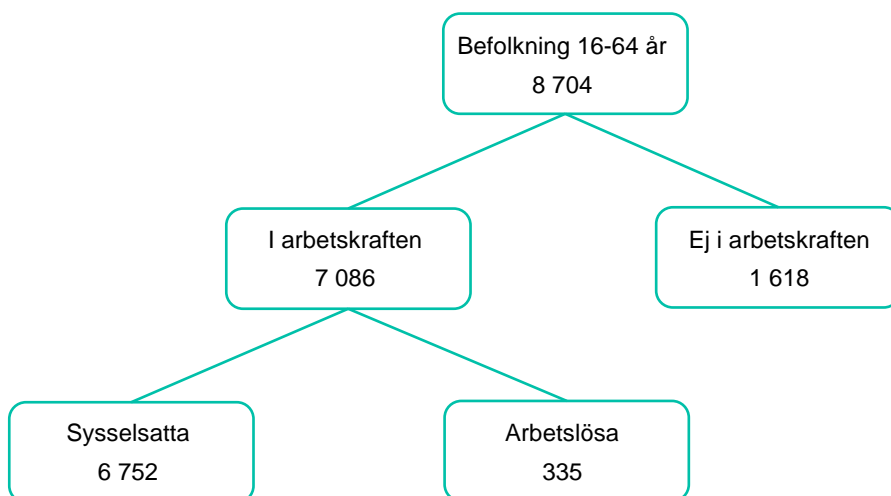 Befolkning 16-64 år
8 704
I arbetskraften
7 086
Ej i arbetskraften
1 618
Sysselsatta
6 752
Arbetslösa
335